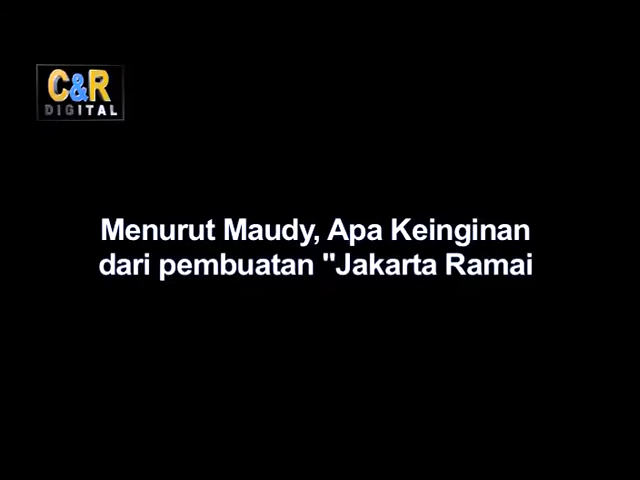 C&R
DIGITAL
Menurut Maudy, Apa Keinginan
dari pembuatan "Jakarta Ramai